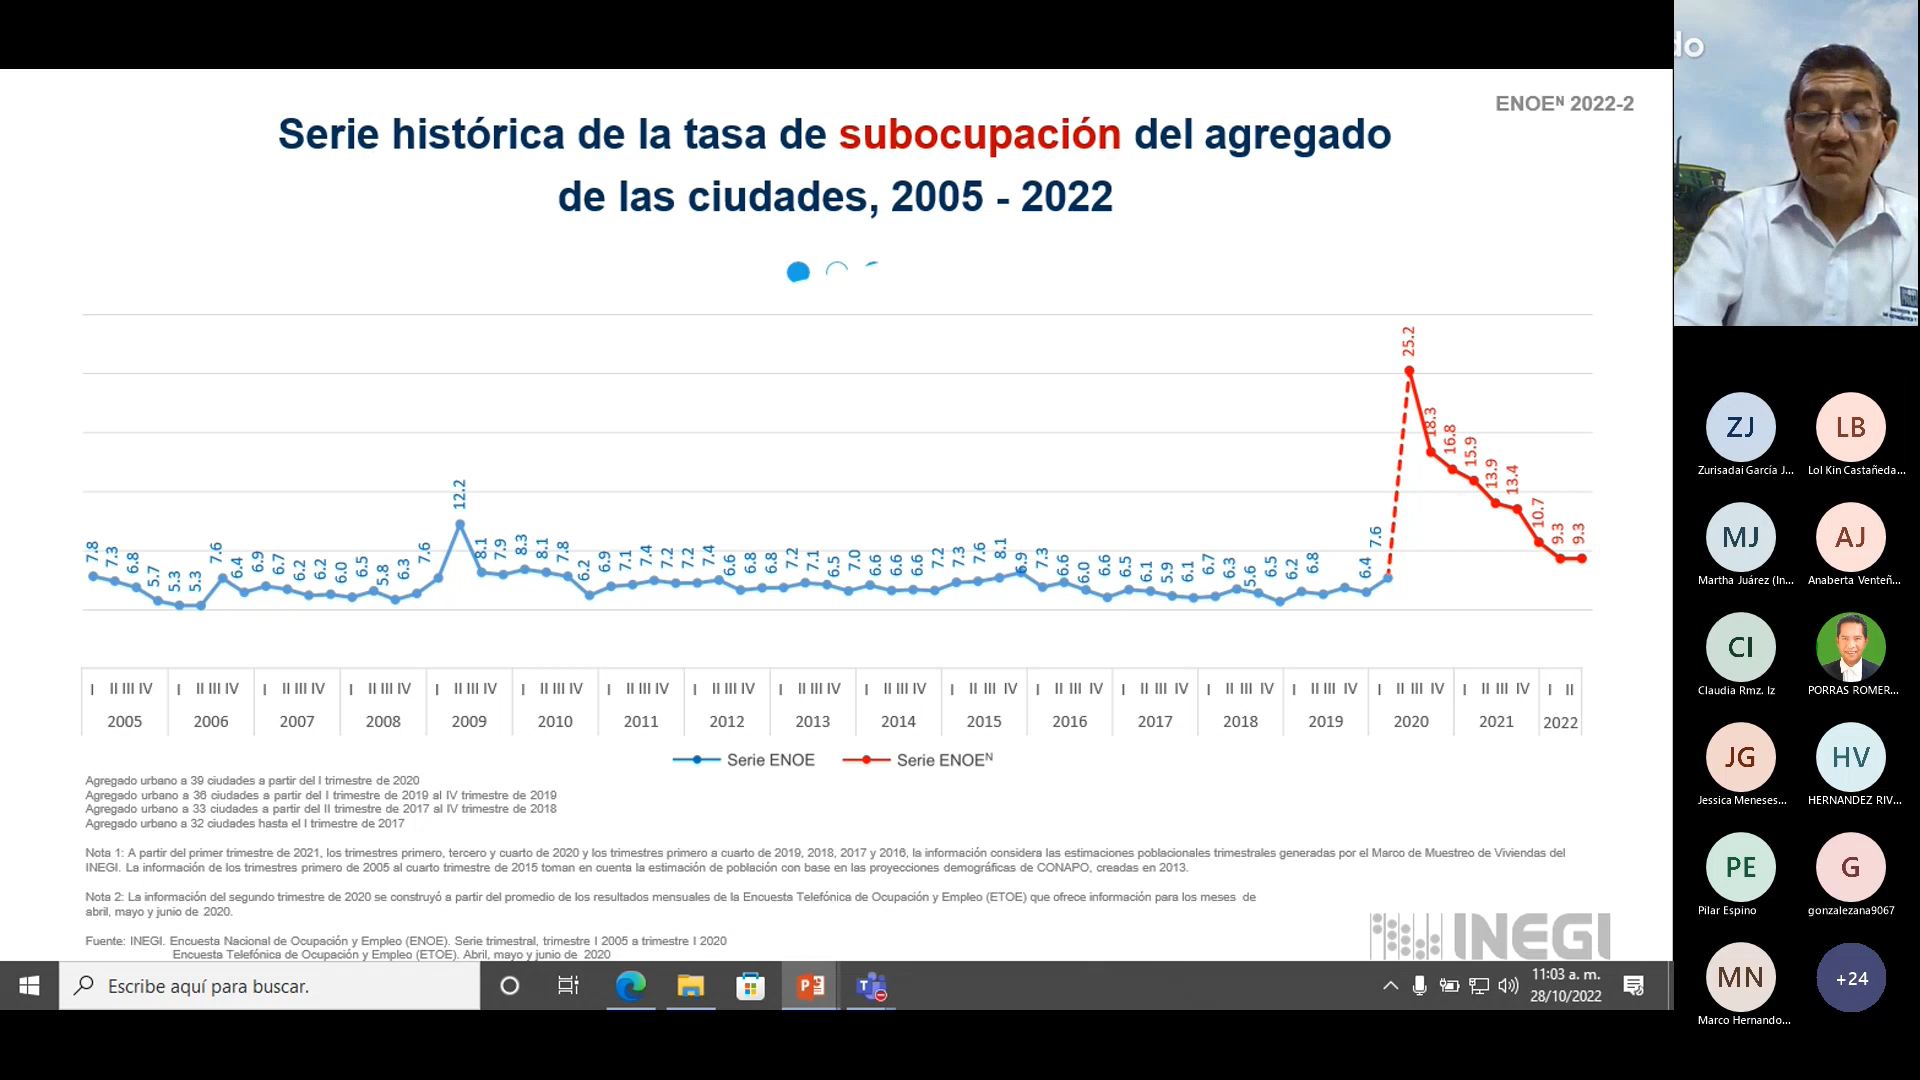 do
ENOEᴺ 2022-2
Serie histórica de la tasa de subocupación del agregado
de las ciudades, 2005 - 2022
7.8 7.3 6.8 5.7 5.3 5.3 7.6 6.4 6.9 6.7 6.2 6.2 6.0 6.5 5.8 6.3 7.6 12.2 8.1 7.9 8.3 8.1 7.8 6.2 6.9 7.1 7.4 7.2 7.2 7.4 6.6 6.8 6.8 7.2 7.1 6.5 7.0 6.6 6.6 6.6 7.2 7.3 7.6 8.1 6.9 7.3 6.6 6.0 6.6 6.5 6.1 5.9 6.1 6.7 6.3 5.6 6.5 6.2 6.8 6.4 7.6 25.2 18.3 16.8 15.9 13.9 13.4 10.7 9.3 9.3
I II III IV I II III IV I II III IV I II III IV I II III IV I II III IV I II III IV I II III IV I II III IV I II III IV I II III IV I II III IV I II III IV I II III IV I II III IV I II III IV I II III IV I II
2005 2006 2007 2008 2009 2010 2011 2012 2013 2014 2015 2016 2017 2018 2019 2020 2021 2022
Serie ENOE Serie ENOEᴺ
Agregado urbano a 39 ciudades a partir del I trimestre de 2020
Agregado urbano a 36 ciudades a partir del I trimestre de 2019 al IV trimestre de 2019
Agregado urbano a 33 ciudades a partir del II trimestre de 2017 al IV trimestre de 2018
Agregado urbano a 32 ciudades hasta el I trimestre de 2017
Nota 1: A partir del primer trimestre de 2021, los trimestres primero, tercero y cuarto de 2020 y los trimestres primero a cuarto de 2019, 2018, 2017 y 2016, la información considera las estimaciones poblacionales trimestrales generadas por el Marco de Muestreo de Viviendas del
INEGI. La información de los trimestres primero de 2005 al cuarto trimestre de 2015 toman en cuenta la estimación de población con base en las proyecciones demográficas de CONAPO, creadas en 2013.
Nota 2: La información del segundo trimestre de 2020 se construyó a partir del promedio de los resultados mensuales de la Encuesta Telefónica de Ocupación y Empleo (ETOE) que ofrece información para los meses de
abril, mayo y junio de 2020.
Fuente: INEGI. Encuesta Nacional de Ocupación y Empleo (ENOE). Serie trimestral, trimestre I 2005 a trimestre I 2020
Encuesta Telefónica de Ocupación y Empleo (ETOE). Abril, mayo y junio de 2020
INEGI
Escribe aquí para buscar.
11:03 a. m.
28/10/2022
ZJ LB
Zurisadai García J... Lol Kin Castañeda...
MJ AJ
Martha Juárez (In... Anaberta Venteñ...
CI
Claudia Rmz. Iz PORRAS ROMER...
JG HV
Jessica Meneses... HERNANDEZ RIV...
PE G
Pilar Espino gonzalezana9067
MN +24
Marco Hernando...